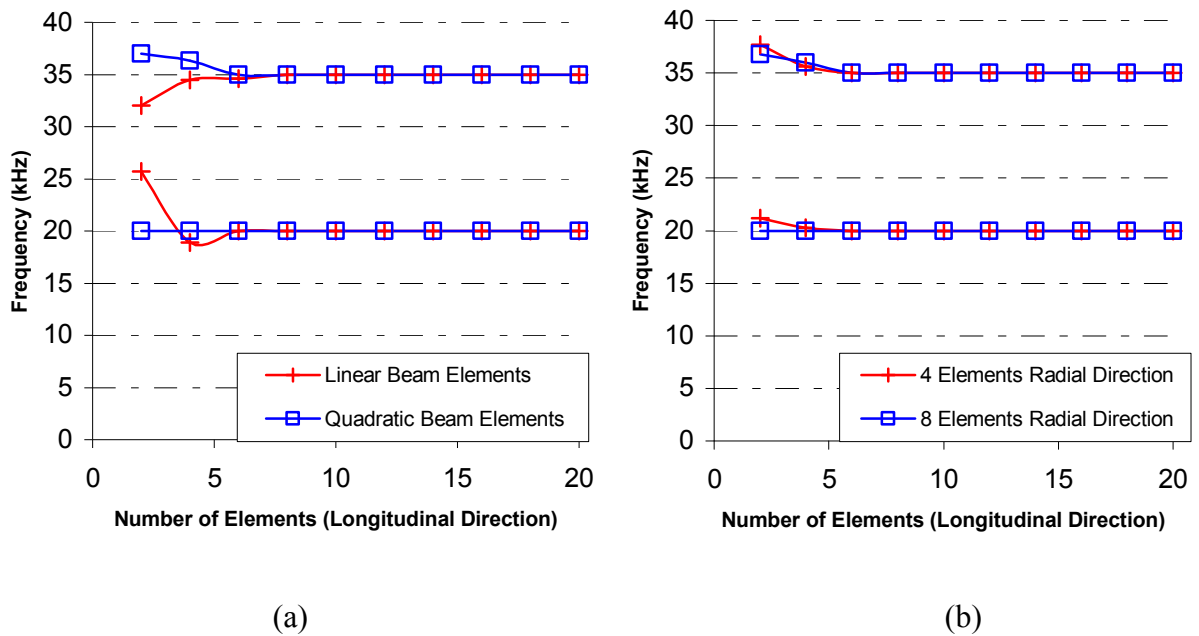 40
35
30
25
20
15
10
5
0
Frequency (kHz)
Linear Beam Elements
Quadratic Beam Elements
0 5 10 15 20
Number of Elements (Longitudinal Direction)
(a)
40
35
30
25
20
15
10
5
0
Frequency (kHz)
4 Elements Radial Direction
8 Elements Radial Direction
0 5 10 15 20
Number of Elements (Longitudinal Direction)
(b)